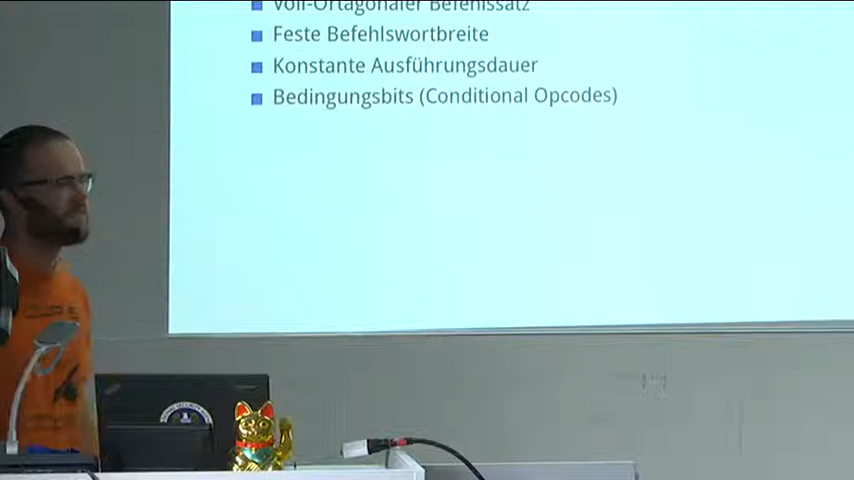 Voll-Ortagonaler Befehlssatz
Feste Befehlswortbreite
Konstante Ausführungsdauer
Bedingungsbits (Conditional Opcodes)